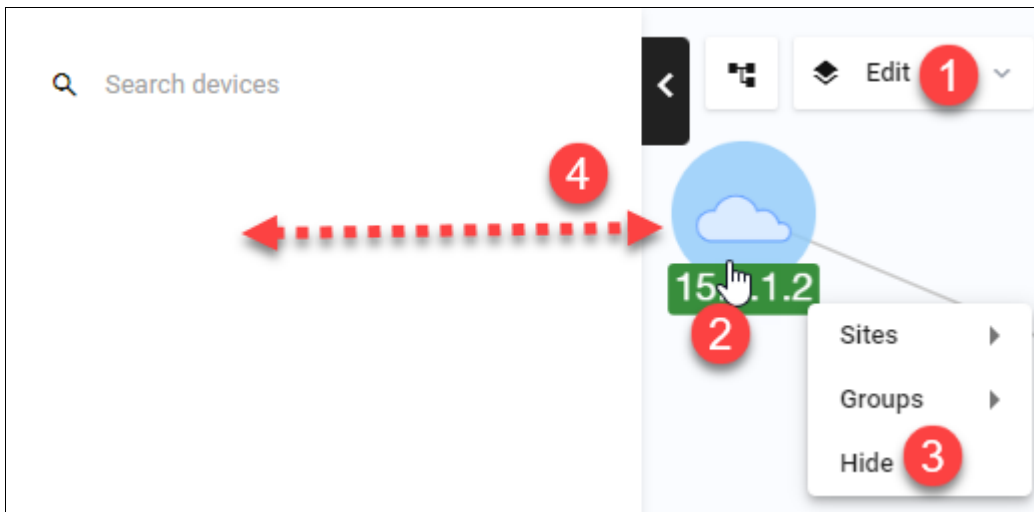 Search devices
Edit 1
4
15. .1.2
2
Sites
Groups
Hide 3